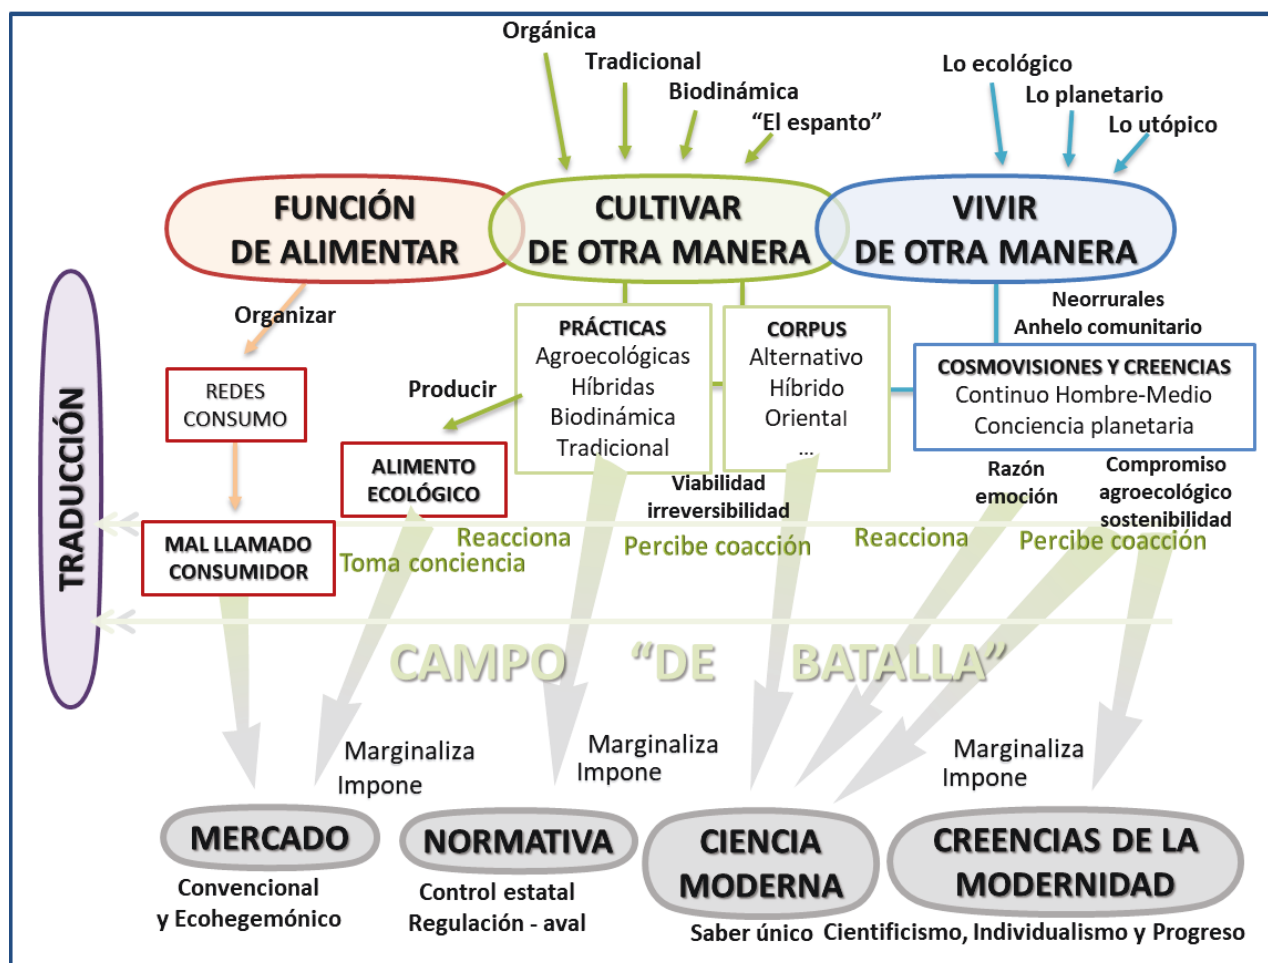 Orgánica
Tradicional
Biodinámica
“El espanto”
Lo ecológico
Lo planetario
Lo utópico
FUNCIÓN
DE ALIMENTAR
CULTIVAR
DE OTRA MANERA
VIVIR
DE OTRA MANERA
TRADUCCIÓN
Organizar
REDES
CONSUMO
MAL LLAMADO
CONSUMIDOR
Producir
ALIMENTO
ECOLÓGICO
PRÁCTICAS
Agroecológicas
Híbridas
Biodinámica
Tradicional
CORPUS
Alternativo
Híbrido
Oriental
...
Neorrurales
Anhelo comunitario
COSMOVISIONES Y CREENCIAS
Continuo Hombre-Medio
Conciencia planetaria
Viabilidad
irreversibilidad
Razón
emoción
Compromiso
agroecológico
sostenibilidad
Reacciona
Toma conciencia
Percibe coacción
Reacciona
Percibe coacción
CAMPO “DE BATALLA”
Marginaliza
Impone
Marginaliza
Impone
Marginaliza
Impone
MERCADO
Convencional
y Ecohegemónico
NORMATIVA
Control estatal
Regulación - aval
CIENCIA
MODERNA
Saber único
CREENCIAS DE LA
MODERNIDAD
Cientificismo, Individualismo y Progreso